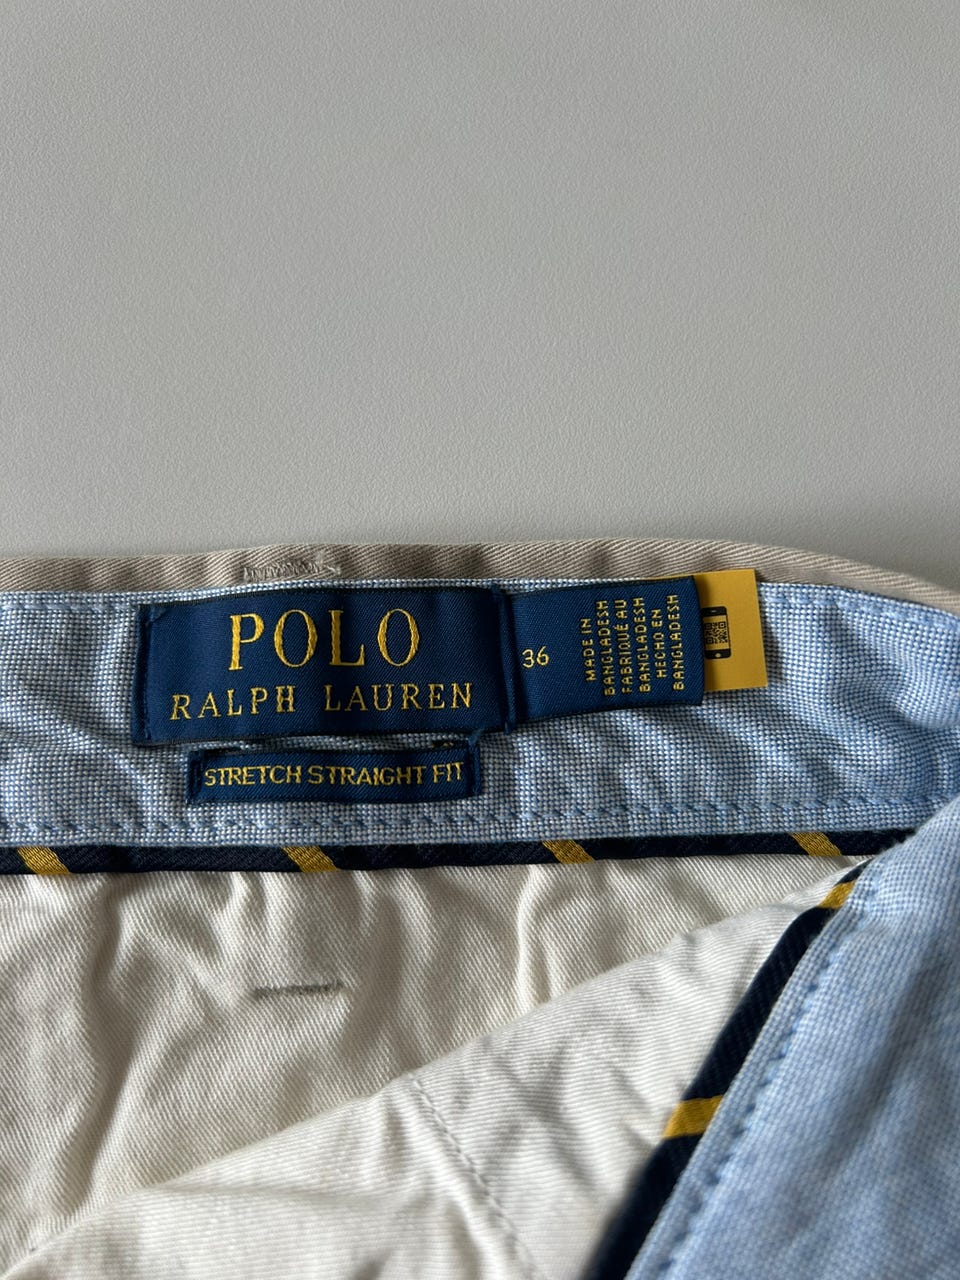 POLO
RALPH LAUREN
STRETCH STRAIGHT FIT
36
MADE IN
BANGLADESH
FABRIQUÉ AU
BANGLADESH
HECHO EN
BANGLADESH